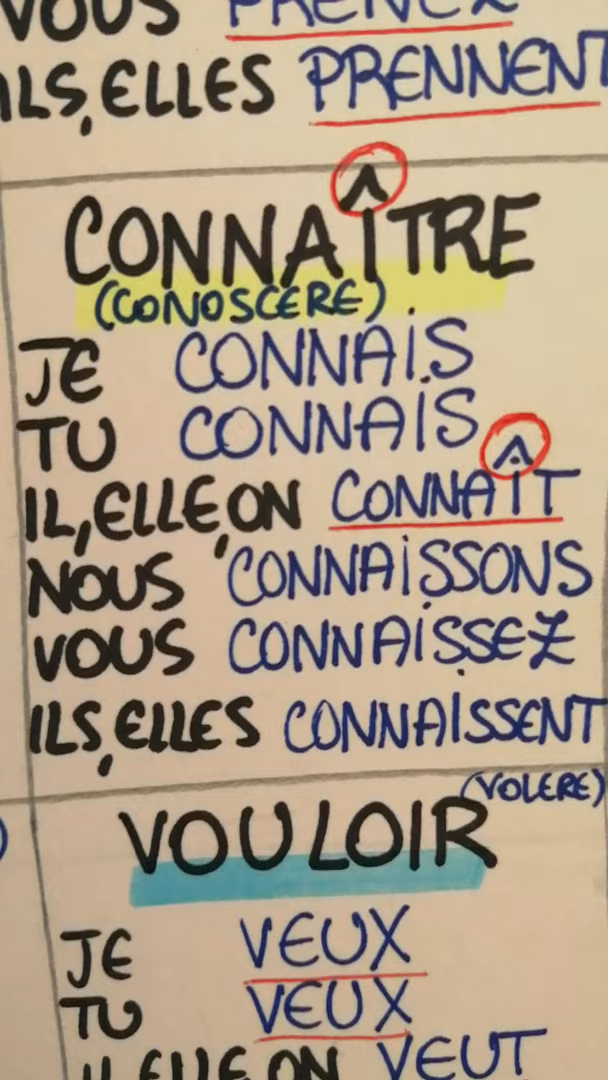 VOUS PRENEZ
ILS, ELLES PRENNENT
CONNAÎTRE
(CONOSCERE)
JE CONNAIS
TU CONNAIS
IL, ELLE, ON CONNAÎT
NOUS CONNAISSONS
VOUS CONNAISSEZ
ILS, ELLES CONNAISSENT
(VOLERE)
VOULOIR
JE VEUX
TU VEUX
IL ELLE ON VEUT